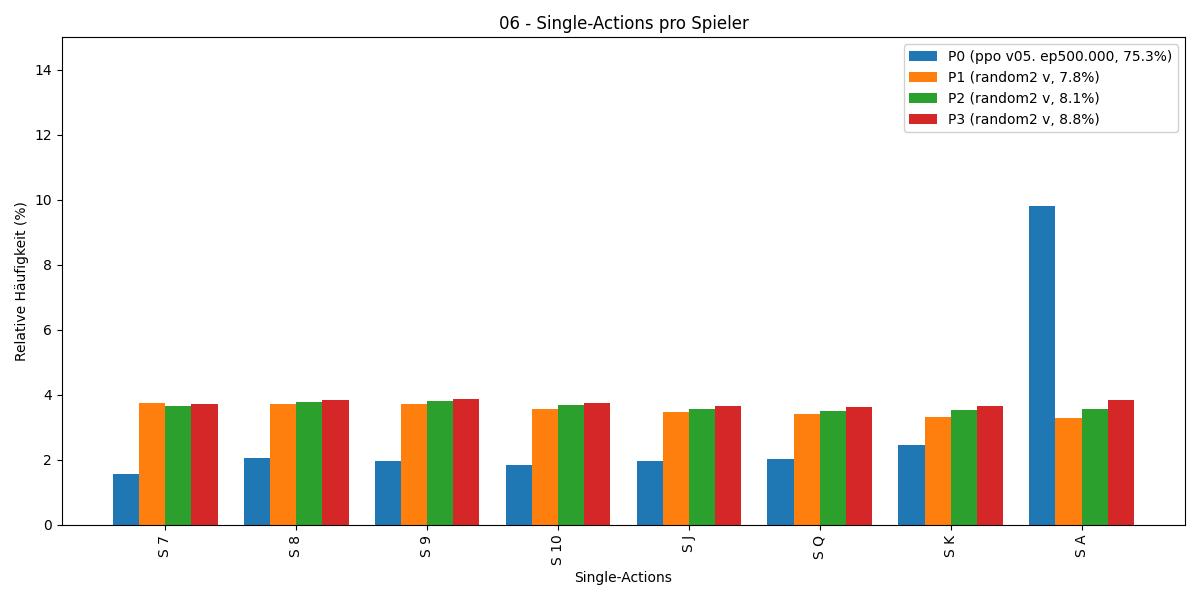 06 - Single-Actions pro Spieler
P0 (ppo v05. ep500.000, 75.3%)
P1 (random2 v, 7.8%)
P2 (random2 v, 8.1%)
P3 (random2 v, 8.8%)
Relative Häufigkeit (%)
14
12
10
8
6
4
2
0
S 7
S 8
S 9
S 10
S J
S Q
S K
S A
Single-Actions